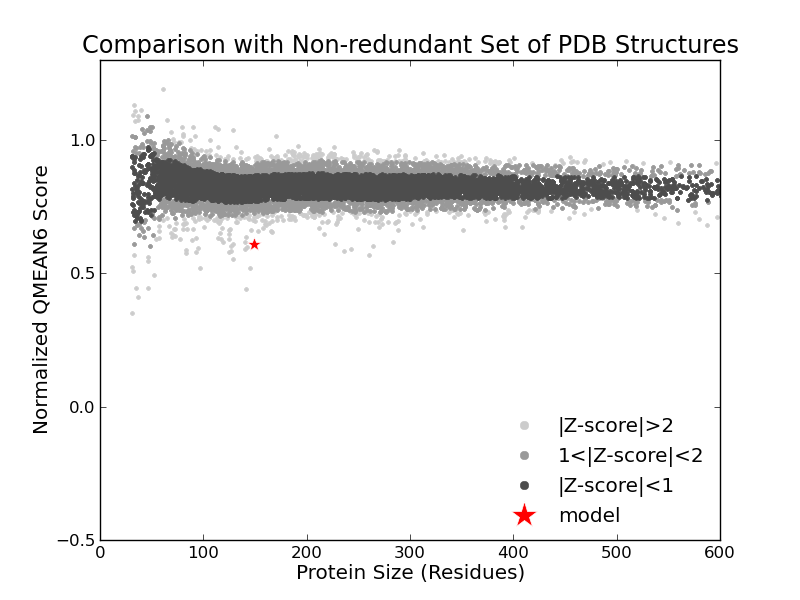 Comparison with Non-redundant Set of PDB Structures
Normalized QMEAN6 Score
1.0
0.5
0.0
−0.5
|Z-score|>2
1<|Z-score|<2
|Z-score|<1
model
0 100 200 300 400 500 600
Protein Size (Residues)